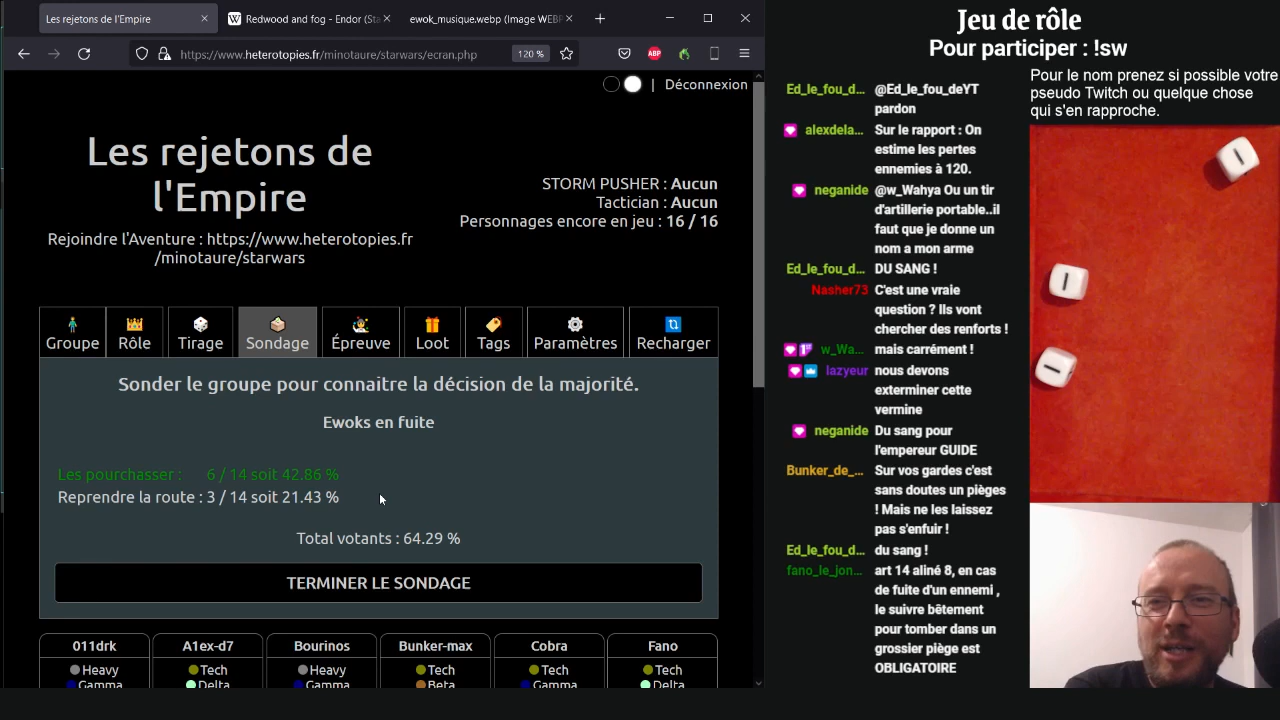 Les rejetons de l'Empire
Redwood and fog - Endor (Sta
ewok_musique.webp (Image WEBP
https://www.heterotopies.fr/minotaure/starwars/ecran.php
120 %
ABP
| Déconnexion
Les rejetons de
l'Empire
Rejoindre l'Aventure : https://www.heterotopies.fr
/minotaure/starwars
STORM PUSHER : Aucun
Tactician : Aucun
Personnages encore en jeu : 16 / 16
Groupe
Rôle
Tirage
Sondage
Épreuve
Loot
Tags
Paramètres
Recharger
Sonder le groupe pour connaitre la décision de la majorité.
Ewoks en fuite
Les pourchasser : 6 / 14 soit 42.86 %
Reprendre la route : 3 / 14 soit 21.43 %
Total votants : 64.29 %
TERMINER LE SONDAGE
011drk
Heavy
Gamma
A1ex-d7
Tech
Delta
Bourinos
Heavy
Gamma
Bunker-max
Tech
Beta
Cobra
Tech
Gamma
Fano
Tech
Delta
Ed_le_fou_d… @Ed_le_fou_deYT
pardon
alexdela… Sur le rapport : On
estime les pertes
ennemies à 120.
neganide @w_Wahya Ou un tir
d'artillerie portable..il
faut que je donne un
nom a mon arme
Ed_le_fou_d… DU SANG !
Nasher73 C'est une vraie
question ? Ils vont
chercher des renforts !
w_Wa… mais carrément !
lazyeur nous devons
exterminer cette
vermine
neganide Du sang pour
l'empereur GUIDE
Bunker_de_… Sur vos gardes c'est
sans doutes un pièges
! Mais ne les laissez
pas s'enfuir !
Ed_le_fou_d… du sang !
fano_le_jon… art 14 aliné 8, en cas
de fuite d'un ennemi ,
le suivre bêtement
pour tomber dans un
grossier piège est
OBLIGATOIRE
Jeu de rôle
Pour participer : !sw
Pour le nom prenez si possible votre
pseudo Twitch ou quelque chose
qui s'en rapproche.